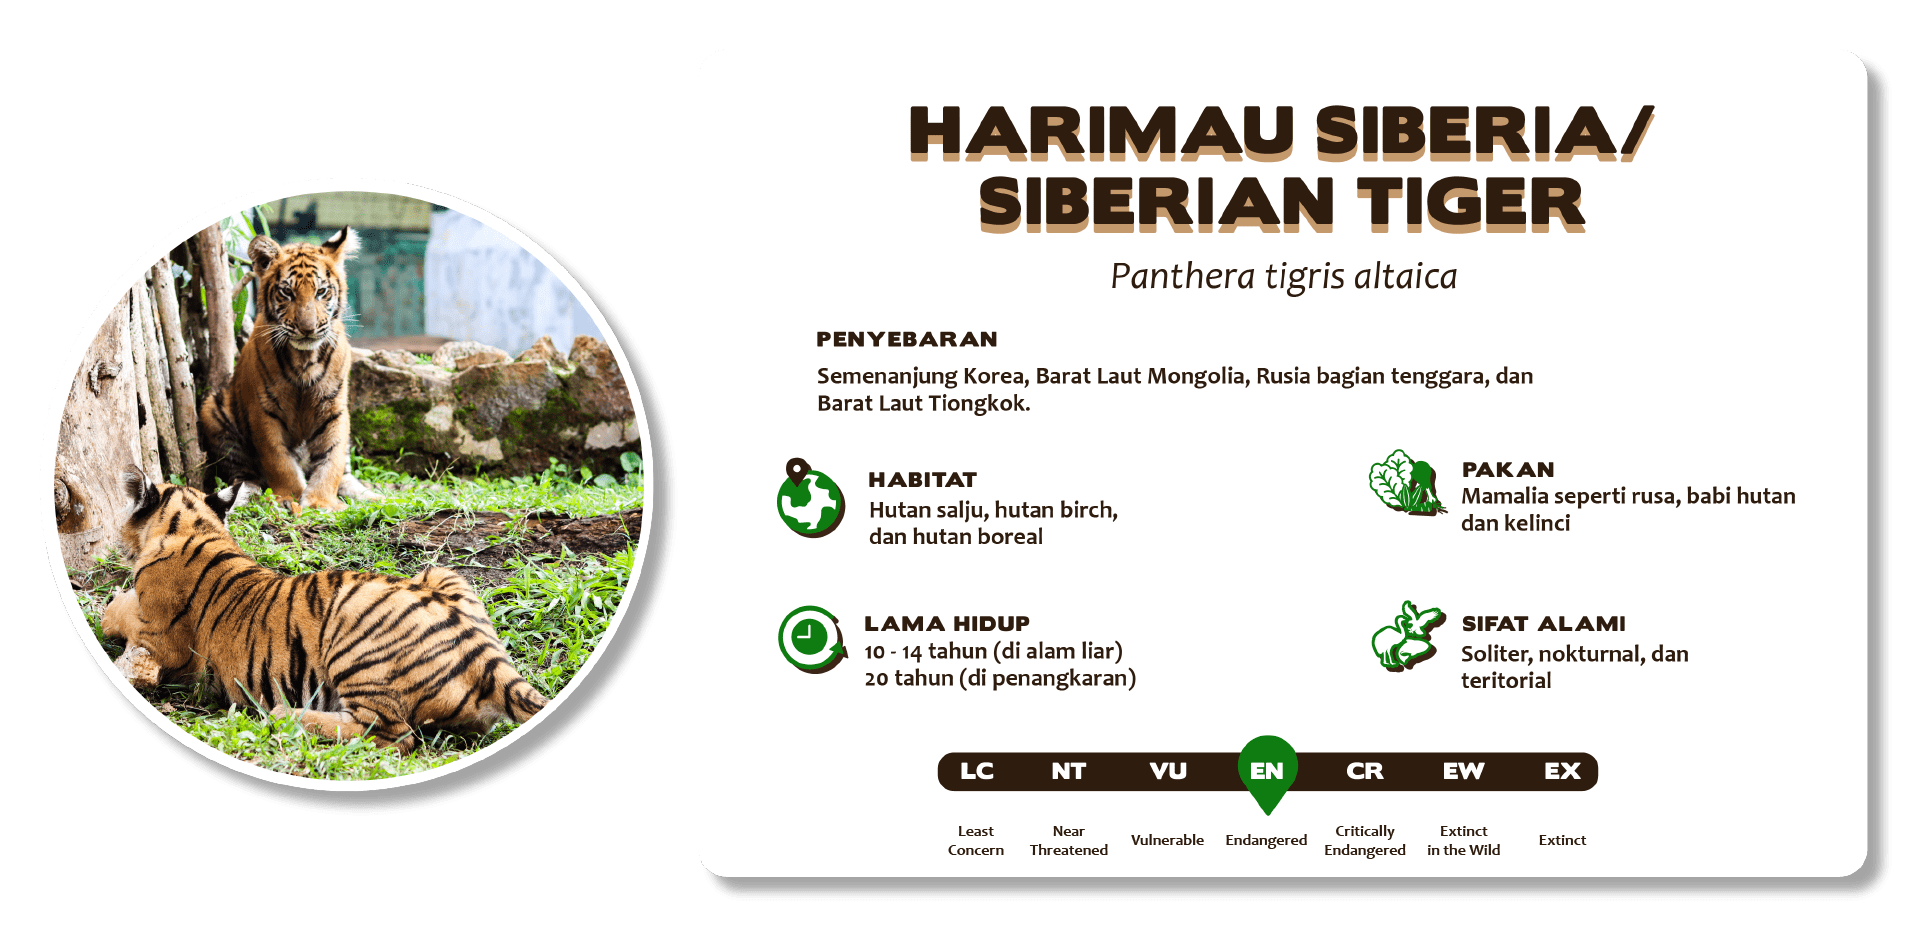 HARIMAU SIBERIA/
SIBERIAN TIGER
Panthera tigris altaica
PENYEBARAN
Semenanjung Korea, Barat Laut Mongolia, Rusia bagian tenggara, dan
Barat Laut Tiongkok.
HABITAT
Hutan salju, hutan birch,
dan hutan boreal
PAKAN
Mamalia seperti rusa, babi hutan
dan kelinci
LAMA HIDUP
10 - 14 tahun (di alam liar)
20 tahun (di penangkaran)
SIFAT ALAMI
Soliter, nokturnal, dan
teritorial
LC NT VU EN CR EW EX
Least Concern Near Threatened Vulnerable Endangered Critically Endangered Extinct in the Wild Extinct